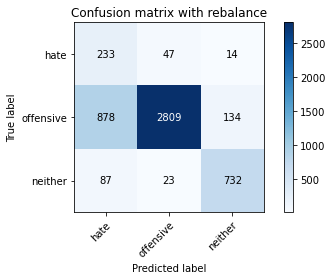 Confusion matrix with rebalance
hate 233 47 14
offensive 878 2809 134
neither 87 23 732
hate offensive neither
True label
Predicted label
2500
2000
1500
1000
500